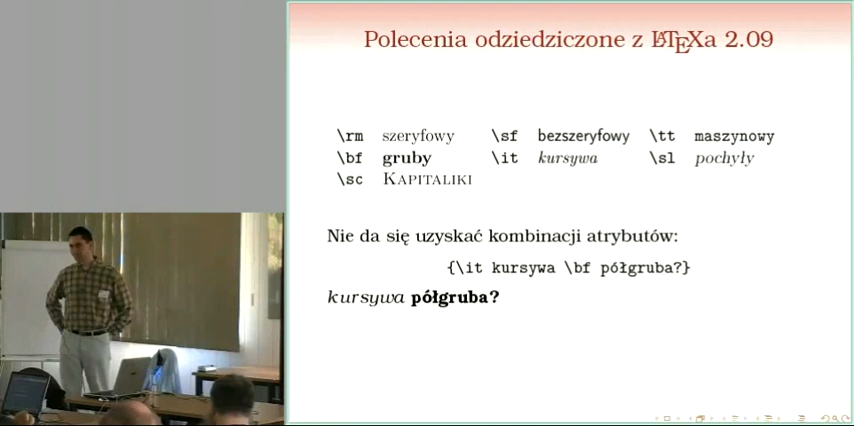 Polecenia odziedziczone z LATEXa 2.09
\rm szeryfowy \sf bezszeryfowy \tt maszynowy
\bf gruby \it kursywa \sl pochyły
\sc KAPITALIKI
Nie da się uzyskać kombinacji atrybutów:
{\it kursywa \bf półgruba?}
kursywa półgruba?